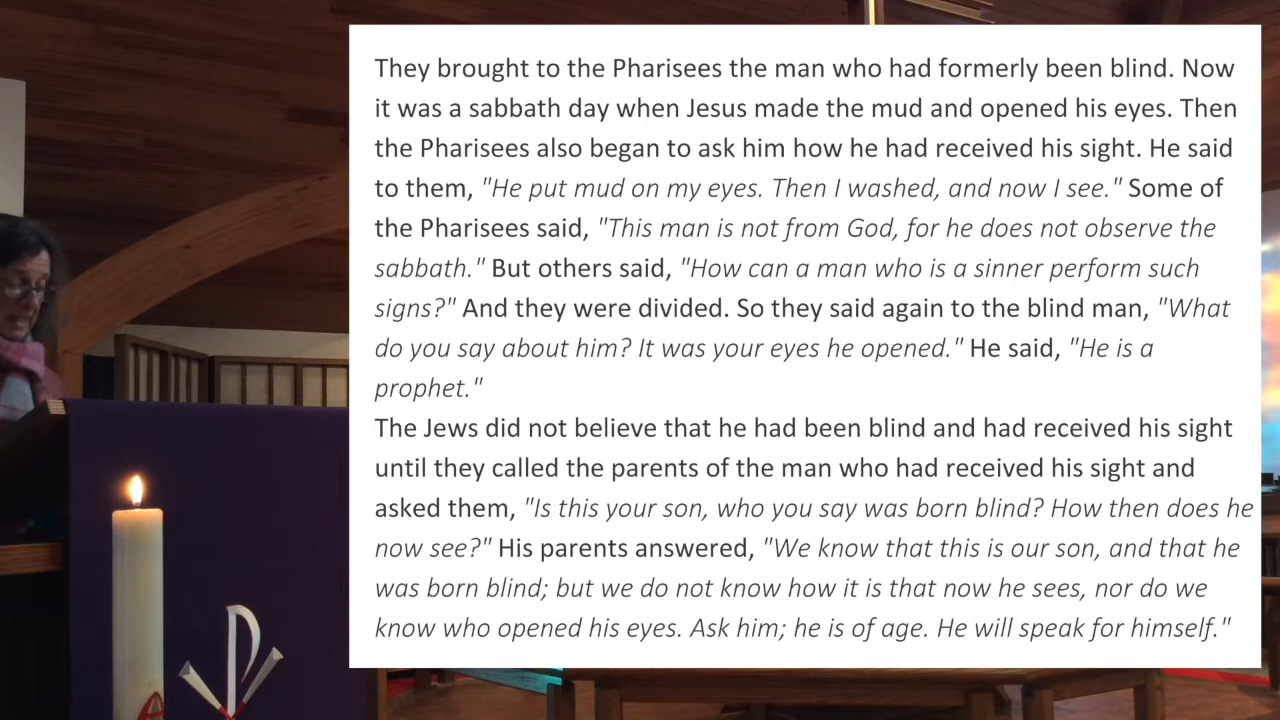 They brought to the Pharisees the man who had formerly been blind. Now
it was a sabbath day when Jesus made the mud and opened his eyes. Then
the Pharisees also began to ask him how he had received his sight. He said
to them, "He put mud on my eyes. Then I washed, and now I see." Some of
the Pharisees said, "This man is not from God, for he does not observe the
sabbath." But others said, "How can a man who is a sinner perform such
signs?" And they were divided. So they said again to the blind man, "What
do you say about him? It was your eyes he opened." He said, "He is a
prophet."
The Jews did not believe that he had been blind and had received his sight
until they called the parents of the man who had received his sight and
asked them, "Is this your son, who you say was born blind? How then does he
now see?" His parents answered, "We know that this is our son, and that he
was born blind; but we do not know how it is that now he sees, nor do we
know who opened his eyes. Ask him; he is of age. He will speak for himself."